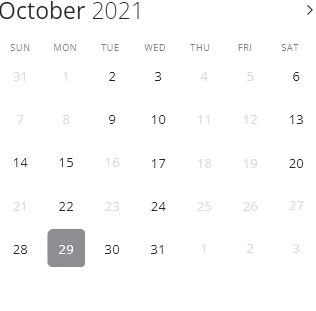 October 2021
SUN MON TUE WED THU FRI SAT
31 1 2 3 4 5 6
7 8 9 10 11 12 13
14 15 16 17 18 19 20
21 22 23 24 25 26 27
28 29 30 31 1 2 3